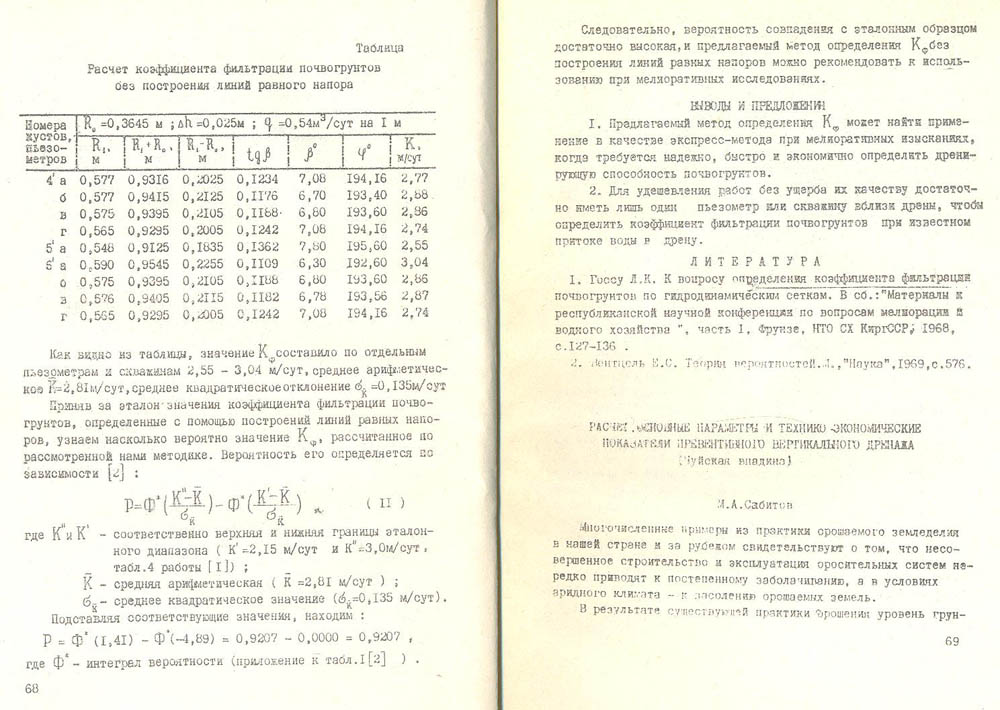 Таблица
Расчет коэффициента фильтрации почвогрунтов
без построения линий равного напора
Номера кустов, пьезометров | R₀ =0,3645 м ; Δh =0,025м ; q =0,54м³/сут на I м
R₁, м | R₁+R₀, м | R₁-R₀, м | tgβ | β° | φ° | K, м/сут
4' а 0,577 0,9316 0,2025 0,1234 7,08 194,16 2,77
б 0,577 0,9415 0,2125 0,1176 6,70 193,40 2,88
в 0,575 0,9395 0,2105 0,1188 6,80 193,60 2,86
г 0,565 0,9295 0,2005 0,1242 7,08 194,16 2,74
5' а 0,548 0,9125 0,1835 0,1362 7,80 195,60 2,55
5' а 0,590 0,9545 0,2255 0,1109 6,30 192,60 3,04
б 0,575 0,9395 0,2105 0,1188 6,80 193,60 2,86
в 0,576 0,9405 0,2115 0,1182 6,78 193,56 2,87
г 0,565 0,9295 0,2005 0,1242 7,08 194,16 2,74
Как видно из таблицы, значение Kф составило по отдельным
пьезометрам и скважинам 2,55 - 3,04 м/сут, среднее арифметичес-
кое K̄=2,81м/сут,среднее квадратическое отклонение σK̄ =0,135м/сут
Приняв за эталон значения коэффициента фильтрации почво-
грунтов, определенные с помощью построений линий равных напо-
ров, узнаем насколько вероятно значение Kф, рассчитанное по
рассмотренной нами методике. Вероятность его определяется по
зависимости [2] :
P=Ф*((K"-K̄)/σK̄) - Ф*((K'-K̄)/σK̄) , ( II )
где K" и K' - соответственно верхняя и нижняя границы эталон-
ного диапазона ( K'=2,15 м/сут и K"=3,0м/сут,
табл.4 работы [I]) ;
K̄ - средняя арифметическая ( K̄ =2,81 м/сут ) ;
σK̄ - среднее квадратическое значение (σK̄=0,135 м/сут).
Подставляя соответствующие значения, находим :
P = Ф* (I,4I) - Ф*(-4,89) = 0,9207 - 0,0000 = 0,9207 ,
где Ф* - интеграл вероятности (приложение к табл.I[2] ) .
68
Следовательно, вероятность совпадения с эталонным образцом
достаточно высокая,и предлагаемый метод определения Kф без
построения линий равных напоров можно рекомендовать к исполь-
зованию при мелиоративных исследованиях.
ВЫВОДЫ И ПРЕДЛОЖЕНИЯ
I. Предлагаемый метод определения Kф может найти приме-
нение в качестве экспресс-метода при мелиоративных изысканиях,
когда требуется надежно, быстро и экономично определить дрени-
рующую способность почвогрунтов.
2. Для удешевления работ без ущерба их качеству достаточ-
но иметь лишь один пьезометр или скважину вблизи дрены, чтобы
определить коэффициент фильтрации почвогрунтов при известном
притоке воды в дрену.
Л И Т Е Р А Т У Р А
I. Госсу Л.К. К вопросу определения коэффициента фильтрации
почвогрунтов по гидродинамическим сеткам. В сб.:"Материалы к
республиканской научной конференции по вопросам мелиорации и
водного хозяйства ", часть I, Фрунзе, НТО СХ КиргССР, 1968,
с.127-136 .
2. Вентцель Е.С. Теория вероятностей.М.,"Наука",1969,с.576.
РАСЧЕТ, ОСНОВНЫЕ ПАРАМЕТРЫ И ТЕХНИКО-ЭКОНОМИЧЕСКИЕ
ПОКАЗАТЕЛИ ПРЕВЕНТИВНОГО ВЕРТИКАЛЬНОГО ДРЕНАЖА
(Чуйская впадина)
М.А.Сабитов
Многочисленные примеры из практики орошаемого земледелия
в нашей стране и за рубежом свидетельствуют о том, что несо-
вершенное строительство и эксплуатация оросительных систем не-
редко приводят к постепенному заболачиванию, а в условиях
аридного климата - к засолению орошаемых земель.
В результате существующей практики орошения уровень грун-
69